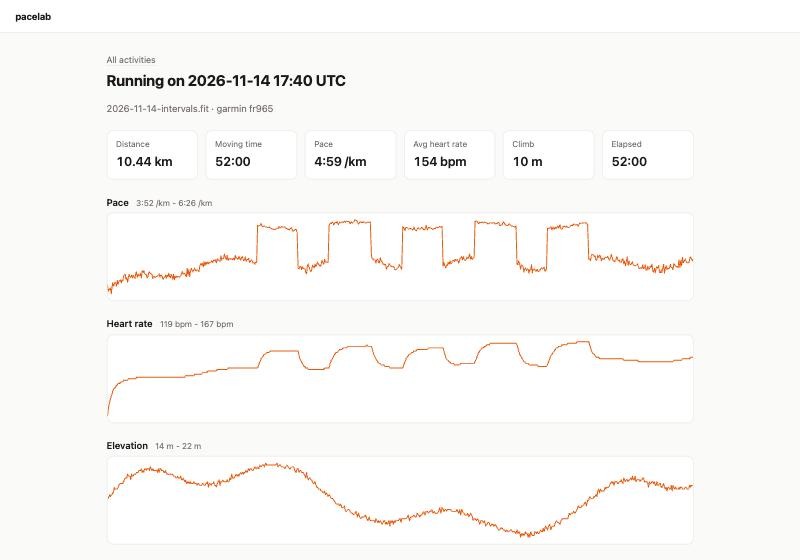 pacelab
All activities
Running on 2026-11-14 17:40 UTC
2026-11-14-intervals.fit · garmin fr965
Distance
10.44 km
Moving time
52:00
Pace
4:59 /km
Avg heart rate
154 bpm
Climb
10 m
Elapsed
52:00
Pace 3:52 /km - 6:26 /km
Heart rate 119 bpm - 167 bpm
Elevation 14 m - 22 m